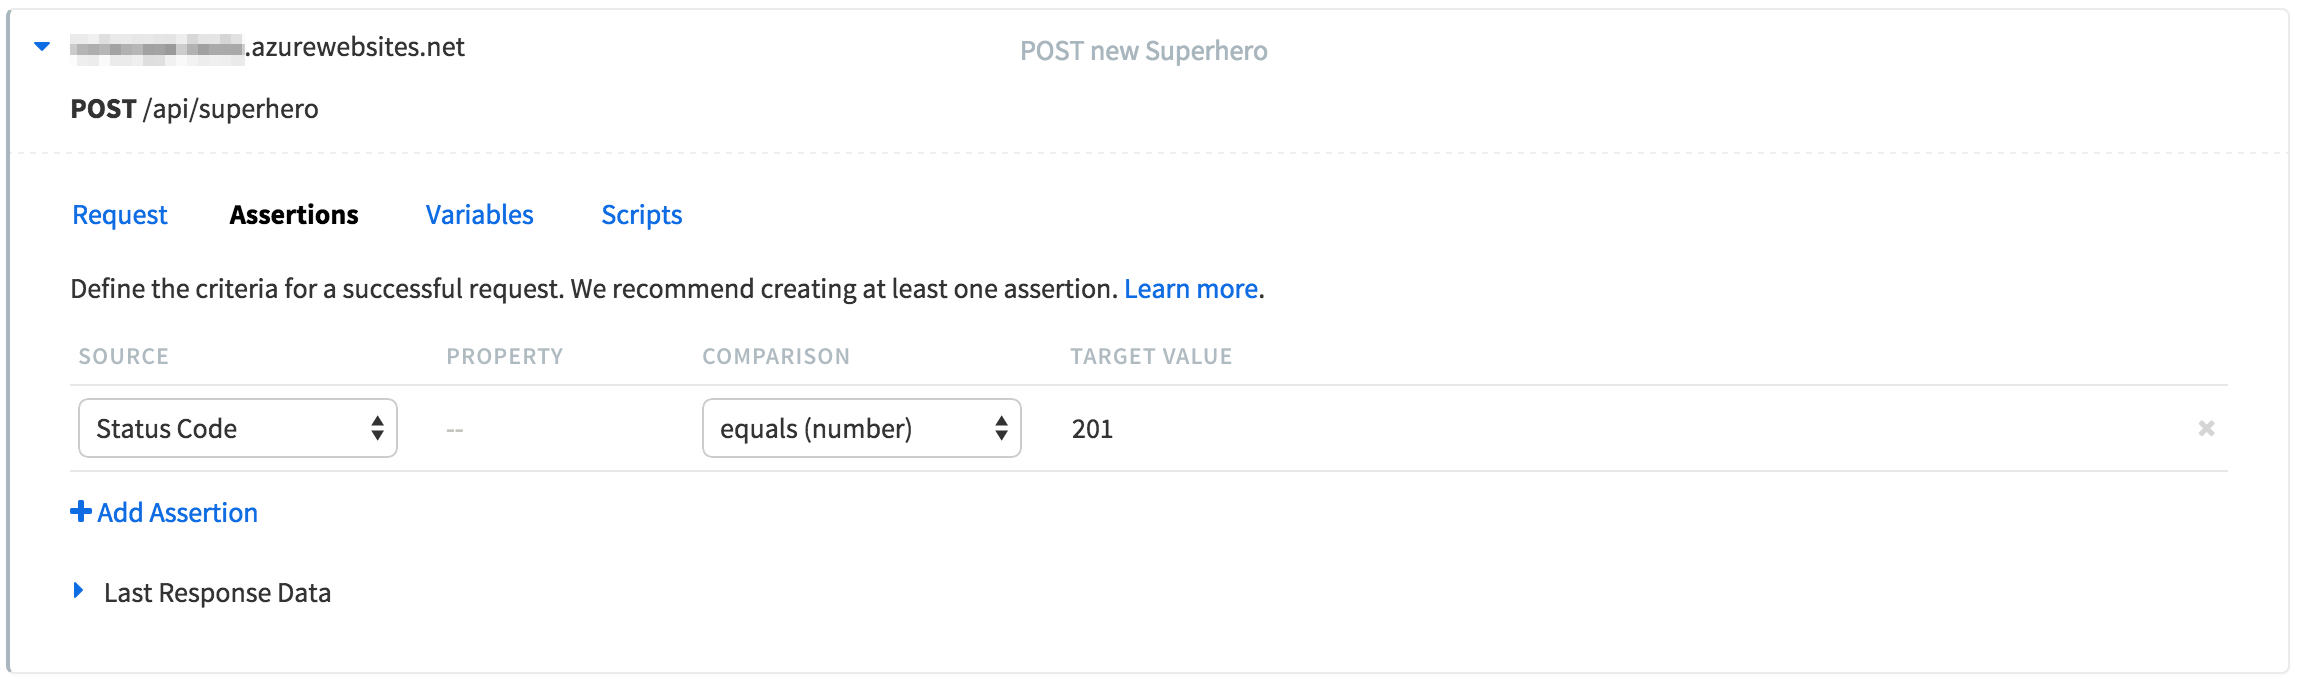 .azurewebsites.net
POST new Superhero
POST /api/superhero
Request Assertions Variables Scripts
Define the criteria for a successful request. We recommend creating at least one assertion. Learn more.
SOURCE PROPERTY COMPARISON TARGET VALUE
Status Code -- equals (number) 201
Add Assertion
Last Response Data